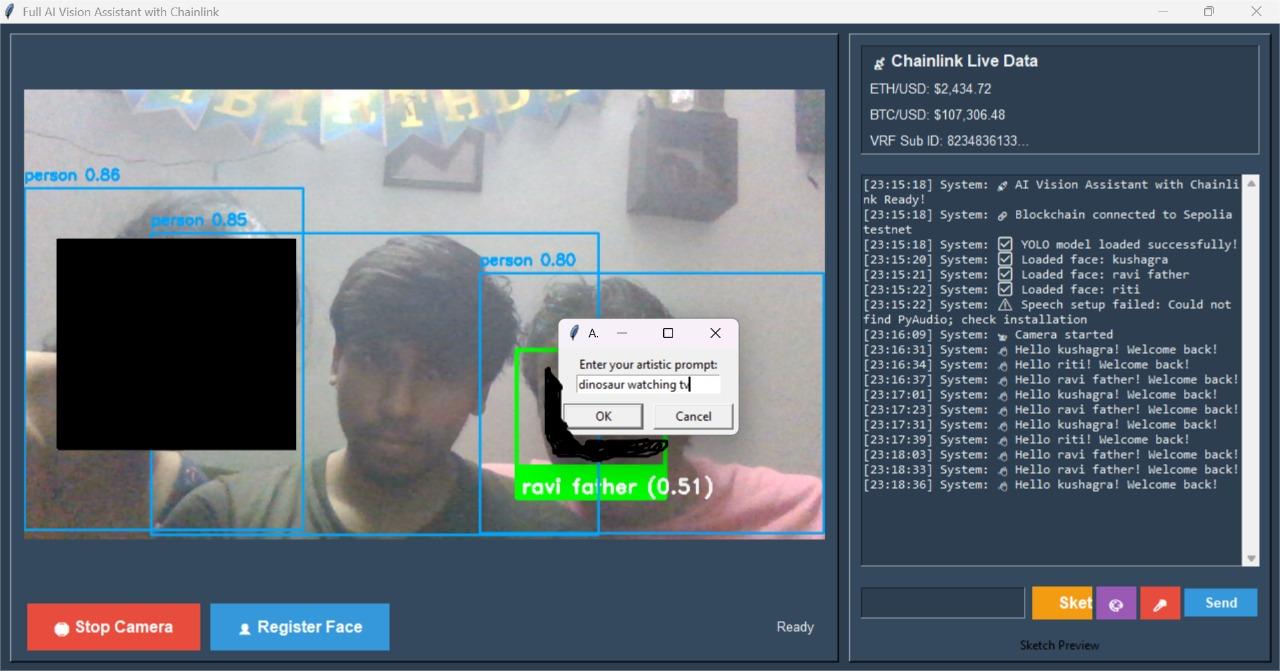 Full AI Vision Assistant with Chainlink
BIRTHD
person 0.86
person 0.85
person 0.80
A.
Enter your artistic prompt:
dinosaur watching tv
OK
Cancel
ravi father (0.51)
Stop Camera
Register Face
Ready
Chainlink Live Data
ETH/USD: $2,434.72
BTC/USD: $107,306.48
VRF Sub ID: 8234836133...
[23:15:18] System: AI Vision Assistant with Chainli
nk Ready!
[23:15:18] System: Blockchain connected to Sepolia
testnet
[23:15:18] System: YOLO model loaded successfully!
[23:15:20] System: Loaded face: kushagra
[23:15:21] System: Loaded face: ravi father
[23:15:22] System: Loaded face: riti
[23:15:22] System: Speech setup failed: Could not
find PyAudio; check installation
[23:16:09] System: Camera started
[23:16:31] System: Hello kushagra! Welcome back!
[23:16:34] System: Hello riti! Welcome back!
[23:16:37] System: Hello ravi father! Welcome back!
[23:17:01] System: Hello kushagra! Welcome back!
[23:17:23] System: Hello ravi father! Welcome back!
[23:17:31] System: Hello kushagra! Welcome back!
[23:17:39] System: Hello riti! Welcome back!
[23:18:03] System: Hello ravi father! Welcome back!
[23:18:33] System: Hello ravi father! Welcome back!
[23:18:36] System: Hello kushagra! Welcome back!
Sket
Send
Sketch Preview